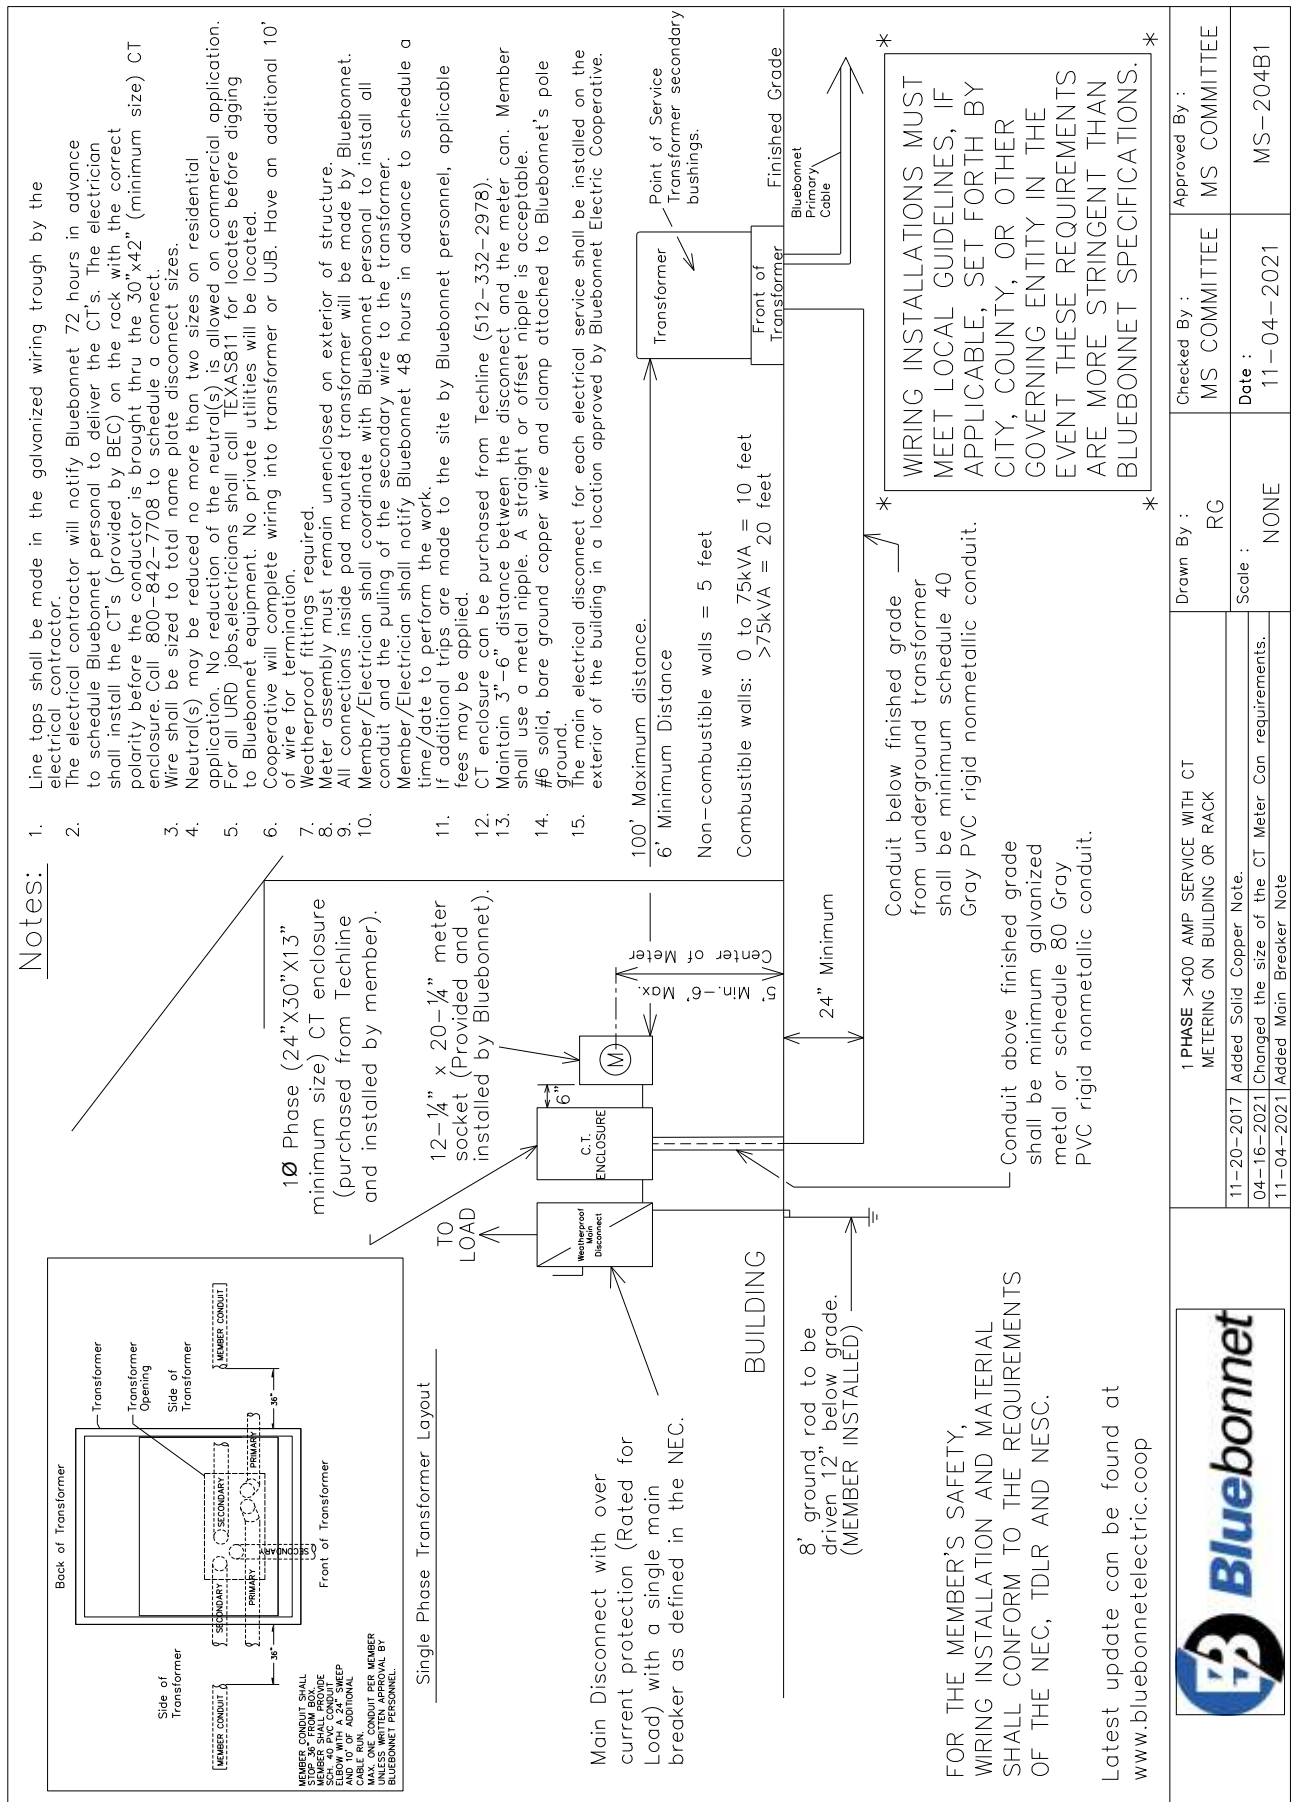 Notes:
1. Line taps shall be made in the galvanized wiring trough by the
electrical contractor.
2. The electrical contractor will notify Bluebonnet 72 hours in advance
to schedule Bluebonnet personal to deliver the CT's. The electrician
shall install the CT's (provided by BEC) on the rack with the correct
polarity before the conductor is brought thru the 30"x42" (minimum size) CT
enclosure. Call 800-842-7708 to schedule a connect.
3. Wire shall be sized to total name plate disconnect sizes.
4. Neutral(s) may be reduced no more than two sizes on residential
application. No reduction of the neutral(s) is allowed on commercial application.
5. For all URD jobs,electricians shall call TEXAS811 for locates before digging
to Bluebonnet equipment. No private utilities will be located.
6. Cooperative will complete wiring into transformer or UJB. Have an additional 10'
of wire for termination.
7. Weatherproof fittings required.
8. Meter assembly must remain unenclosed on exterior of structure.
9. All connections inside pad mounted transformer will be made by Bluebonnet.
10. Member/Electrician shall coordinate with Bluebonnet personal to install all
conduit and the pulling of the secondary wire to the transformer.
Member/Electrician shall notify Bluebonnet 48 hours in advance to schedule a
time/date to perform the work.
11. If additional trips are made to the site by Bluebonnet personnel, applicable
fees may be applied.
12. CT enclosure can be purchased from Techline (512-332-2978).
13. Maintain 3"-6" distance between the disconnect and the meter can. Member
shall use a metal nipple. A straight or offset nipple is acceptable.
14. #6 solid, bare ground copper wire and clamp attached to Bluebonnet's pole
ground.
15. The main electrical disconnect for each electrical service shall be installed on the
exterior of the building in a location approved by Bluebonnet Electric Cooperative.
Back of Transformer
Side of
Transformer
Transformer
Transformer
Opening
Side of
Transformer
MEMBER CONDUIT
MEMBER CONDUIT
SECONDARY
SECONDARY
PRIMARY
PRIMARY
SECONDARY
36"
36"
Front of Transformer
MEMBER CONDUIT SHALL
STOP 36" FROM BOX.
MEMBER SHALL PROVIDE
SCH. 40 PVC CONDUIT
ELBOW WITH A 24" SWEEP
AND 10' OF ADDITIONAL
CABLE RUN.
MAX. ONE CONDUIT PER MEMBER
UNLESS WRITTEN APPROVAL BY
BLUEBONNET PERSONNEL.
Single Phase Transformer Layout
1Ø Phase (24"X30"X13"
minimum size) CT enclosure
(purchased from Techline
and installed by member).
12-¼" x 20-¼" meter
socket (Provided and
installed by Bluebonnet).
TO
LOAD
Weatherproof
Main
Disconnect
C.T.
ENCLOSURE
6"
M
5' Min.-6' Max.
Center of Meter
100' Maximum distance.
6' Minimum Distance
Non-combustible walls = 5 feet
Combustible walls: 0 to 75kVA = 10 feet
>75kVA = 20 feet
Transformer
Front of
Transformer
Point of Service
Transformer secondary
bushings.
Finished Grade
Bluebonnet
Primary
Cable
24" Minimum
BUILDING
Main Disconnect with over
current protection (Rated for
Load) with a single main
breaker as defined in the NEC.
8' ground rod to be
driven 12" below grade.
(MEMBER INSTALLED)
Conduit above finished grade
shall be minimum galvanized
metal or schedule 80 Gray
PVC rigid nonmetallic conduit.
Conduit below finished grade
from underground transformer
shall be minimum schedule 40
Gray PVC rigid nonmetallic conduit.
* *
WIRING INSTALLATIONS MUST
MEET LOCAL GUIDELINES, IF
APPLICABLE, SET FORTH BY
CITY, COUNTY, OR OTHER
GOVERNING ENTITY IN THE
EVENT THESE REQUIREMENTS
ARE MORE STRINGENT THAN
BLUEBONNET SPECIFICATIONS.
* *
FOR THE MEMBER'S SAFETY,
WIRING INSTALLATION AND MATERIAL
SHALL CONFORM TO THE REQUIREMENTS
OF THE NEC, TDLR AND NESC.
Latest update can be found at
www.bluebonnetelectric.coop
Bluebonnet
1 PHASE >400 AMP SERVICE WITH CT
METERING ON BUILDING OR RACK
11-20-2017 Added Solid Copper Note.
04-16-2021 Changed the size of the CT Meter Can requirements.
11-04-2021 Added Main Breaker Note
Drawn By :
RG
Checked By :
MS COMMITTEE
Approved By :
MS COMMITTEE
Scale :
NONE
Date :
11-04-2021
MS-204B1